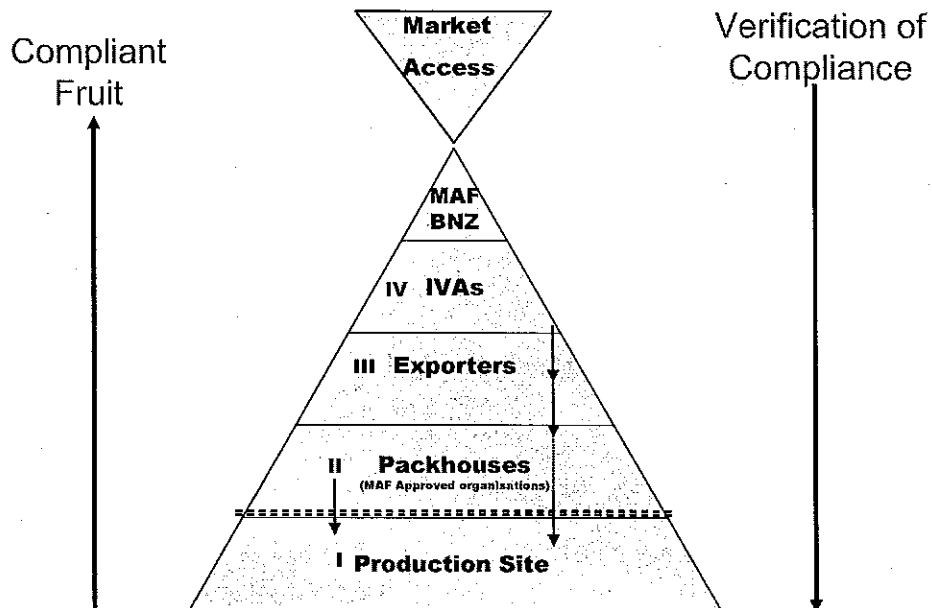 Market
Access
Compliant
Fruit
Verification of
Compliance
MAF
BNZ
IV IVAs
III Exporters
II Packhouses
(MAF Approved organisations)
I Production Site